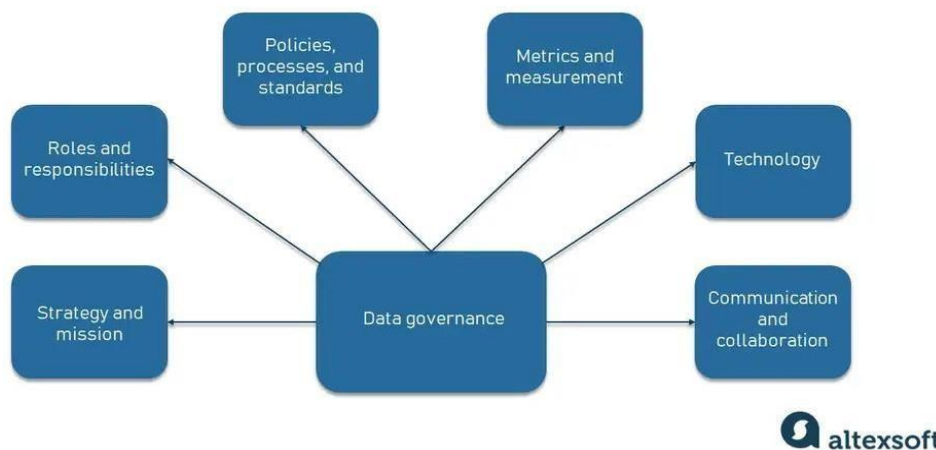 Policies,
processes, and
standards
Metrics and
measurement
Roles and
responsibilities
Technology
Strategy and
mission
Data governance
Communication
and
collaboration
altexsoft